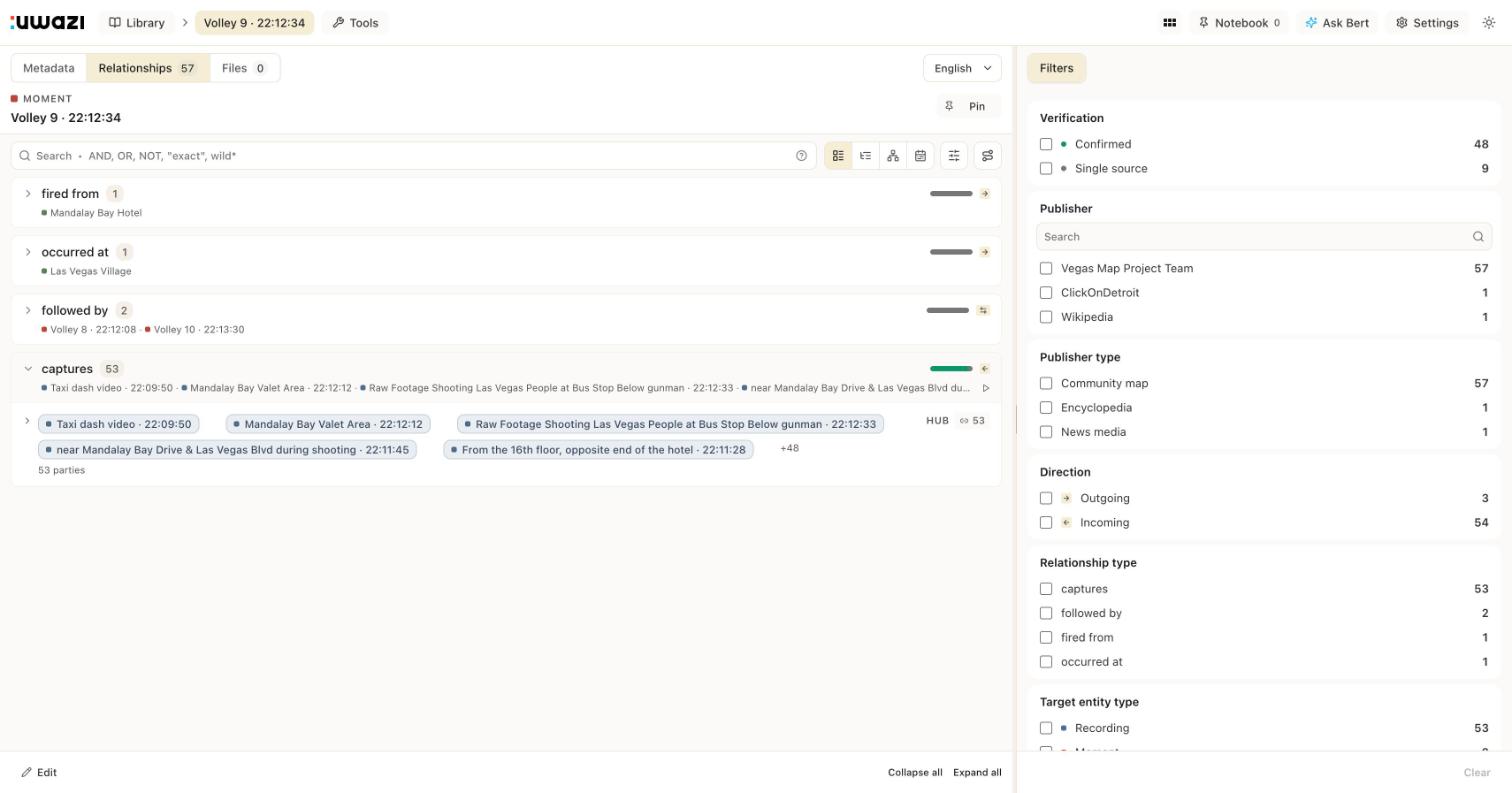 :uwazi
Library
Volley 9 · 22:12:34
Tools
Notebook 0
Ask Bert
Settings
Metadata
Relationships 57
Files 0
English
MOMENT
Volley 9 · 22:12:34
Pin
Search • AND, OR, NOT, "exact", wild*
fired from 1
Mandalay Bay Hotel
occurred at 1
Las Vegas Village
followed by 2
Volley 8 · 22:12:08 · Volley 10 · 22:13:30
captures 53
Taxi dash video · 22:09:50 · Mandalay Bay Valet Area · 22:12:12 · Raw Footage Shooting Las Vegas People at Bus Stop Below gunman · 22:12:33 · near Mandalay Bay Drive & Las Vegas Blvd du...
Taxi dash video · 22:09:50
Mandalay Bay Valet Area · 22:12:12
Raw Footage Shooting Las Vegas People at Bus Stop Below gunman · 22:12:33
HUB 53
near Mandalay Bay Drive & Las Vegas Blvd during shooting · 22:11:45
From the 16th floor, opposite end of the hotel · 22:11:28
+48
53 parties
Edit
Collapse all
Expand all
Filters
Verification
Confirmed 48
Single source 9
Publisher
Search
Vegas Map Project Team 57
ClickOnDetroit 1
Wikipedia 1
Publisher type
Community map 57
Encyclopedia 1
News media 1
Direction
Outgoing 3
Incoming 54
Relationship type
captures 53
followed by 2
fired from 1
occurred at 1
Target entity type
Recording 53
Clear